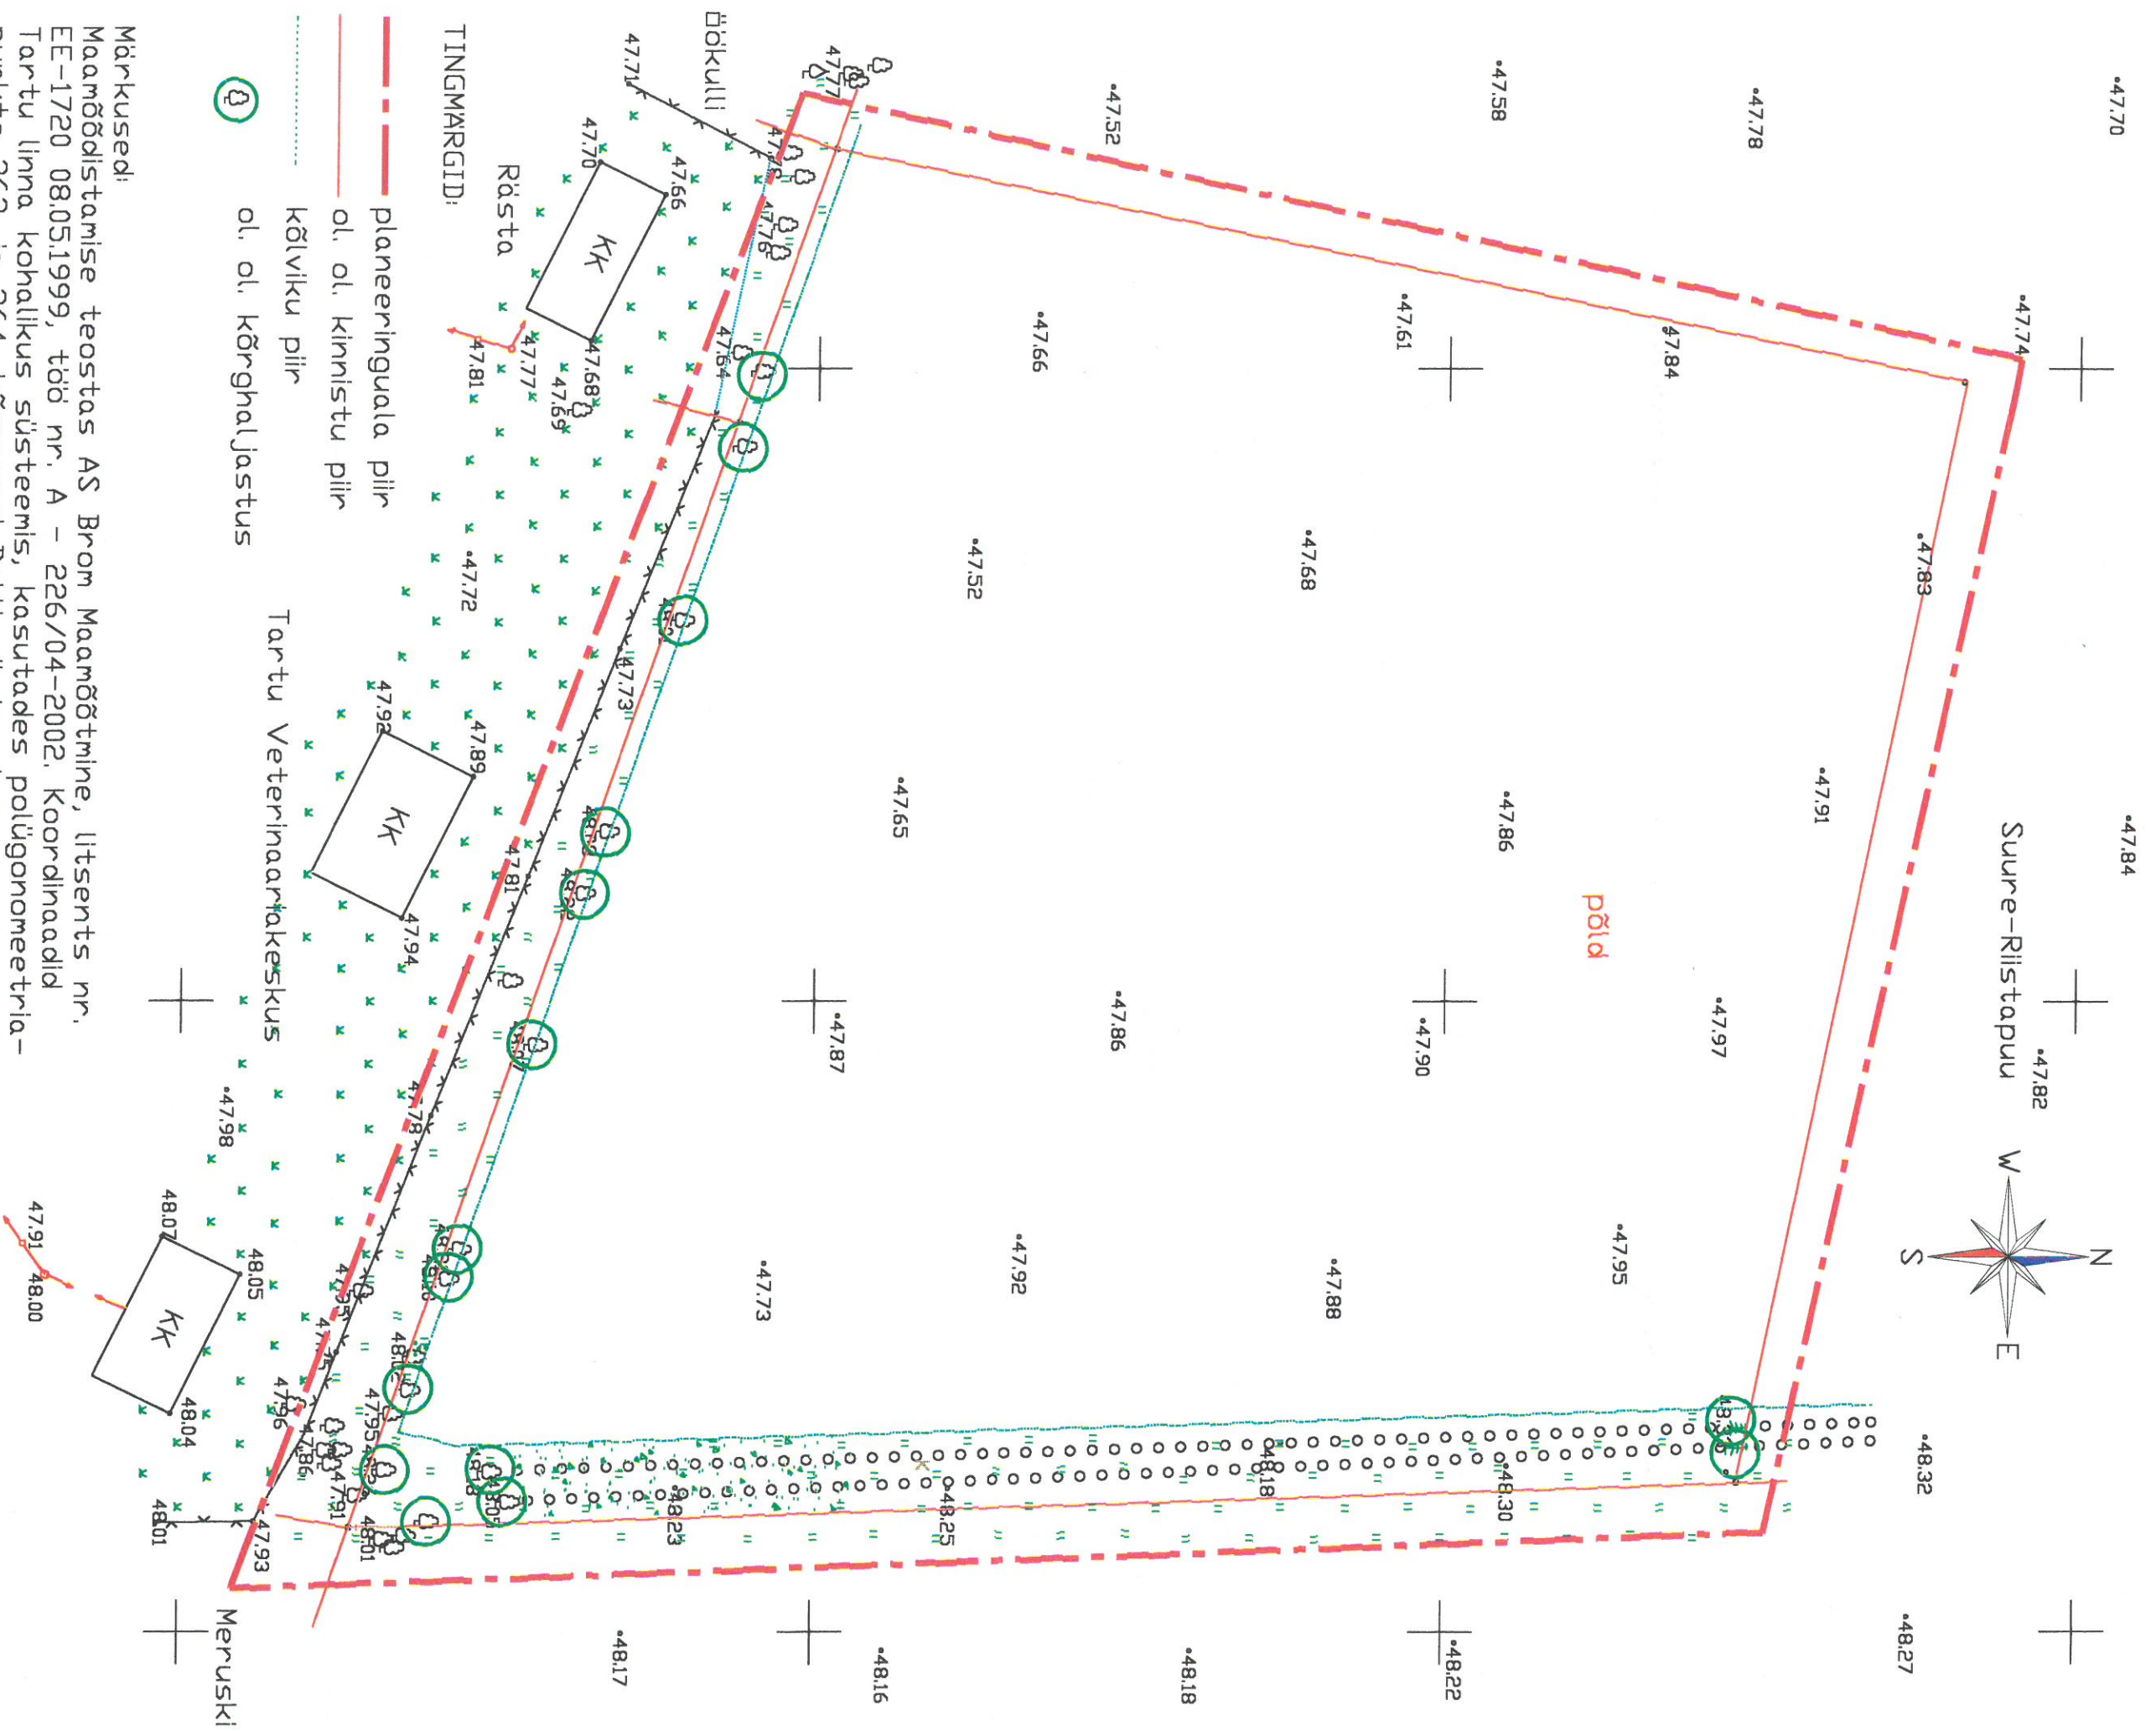 47.70
47.78
47.58
47.52
47.77
47.71
Öökulli
47.74
47.84
47.61
47.66
47.76
47.66
47.70
KK
Rästa
47.64
47.68
47.69
47.77
47.81
47.83
47.68
47.52
47.72
47.73
47.84
Suure-Riistapuu
47.91
47.86
põld
47.65
47.81
47.89
47.92
KK
47.94
Tartu Veterinaariakeskus
47.82
47.97
47.90
47.86
47.87
47.78
47.98
W
N
S
E
47.95
47.88
47.92
47.73
47.96
47.86
48.05
48.07
KK
48.04
47.91
48.00
48.32
48.30
48.18
48.25
48.23
47.95
47.91
48.01
47.93
48.01
Meruski
48.27
48.22
48.18
48.16
48.17
TINGMÄRGID:
planeeringuala piir
ol. ol. kinnistu piir
kõlviku piir
ol. ol. kõrghaljastus
Märkused:
Maamõõdistamise teostas AS Brom Maamõõtmine, litsents nr.
EE-1720 08.05.1999, töö nr. A - 226/04-2002. Koordinaadid
Tartu linna kohalikus süsteemis, kasutades polügonomeetria-